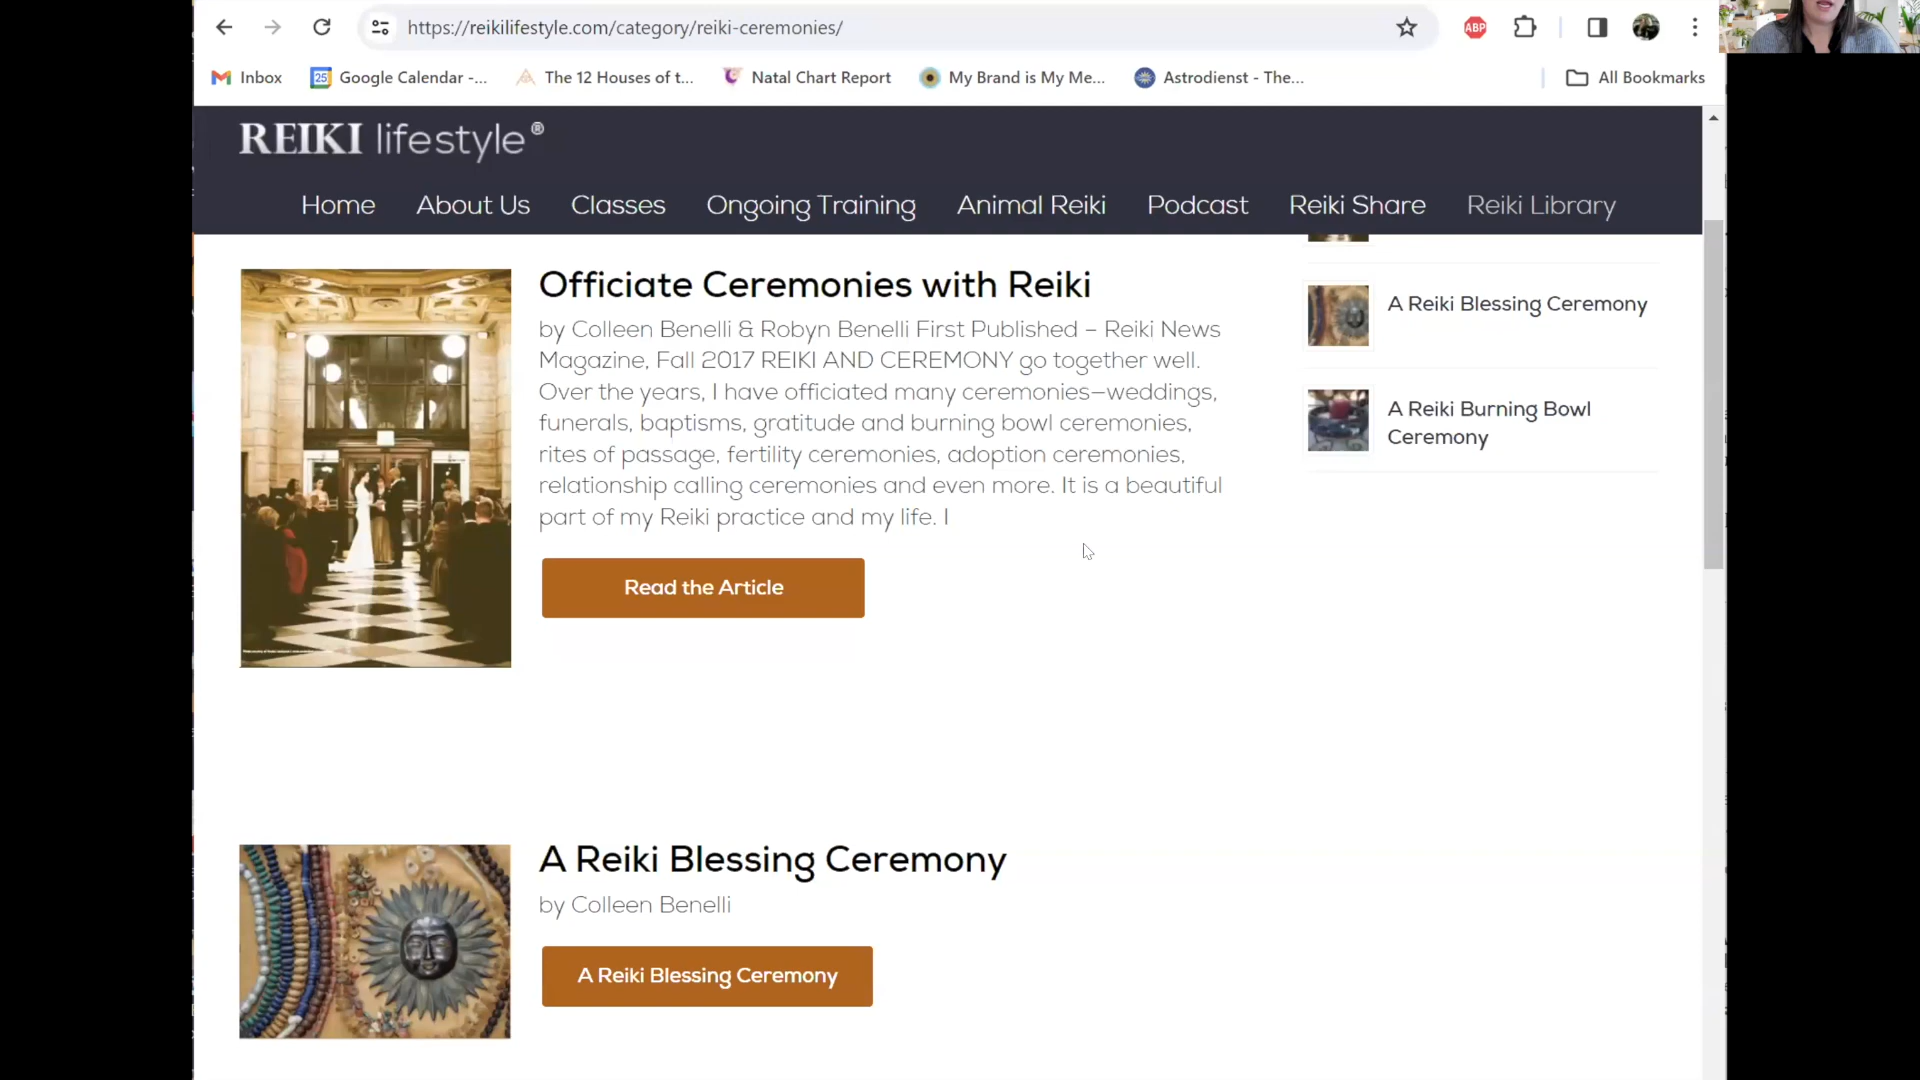 https://reikilifestyle.com/category/reiki-ceremonies/
ABP
Inbox
25
Google Calendar -...
The 12 Houses of t...
Natal Chart Report
My Brand is My Me...
Astrodienst - The...
All Bookmarks
REIKI lifestyle®
Home
About Us
Classes
Ongoing Training
Animal Reiki
Podcast
Reiki Share
Reiki Library
Officiate Ceremonies with Reiki
by Colleen Benelli & Robyn Benelli First Published – Reiki News
Magazine, Fall 2017 REIKI AND CEREMONY go together well.
Over the years, I have officiated many ceremonies—weddings,
funerals, baptisms, gratitude and burning bowl ceremonies,
rites of passage, fertility ceremonies, adoption ceremonies,
relationship calling ceremonies and even more. It is a beautiful
part of my Reiki practice and my life. I
Read the Article
A Reiki Blessing Ceremony
A Reiki Burning Bowl
Ceremony
A Reiki Blessing Ceremony
by Colleen Benelli
A Reiki Blessing Ceremony